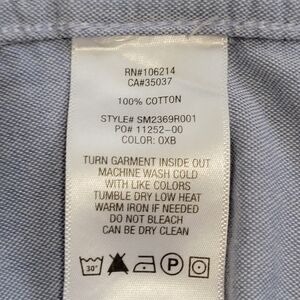 RN#106214
CA#35037
100% COTTON
STYLE# SM2369R001
PO# 11252-00
COLOR: OXB
TURN GARMENT INSIDE OUT
MACHINE WASH COLD
WITH LIKE COLORS
TUMBLE DRY LOW HEAT
WARM IRON IF NEEDED
DO NOT BLEACH
CAN BE DRY CLEAN
30° P